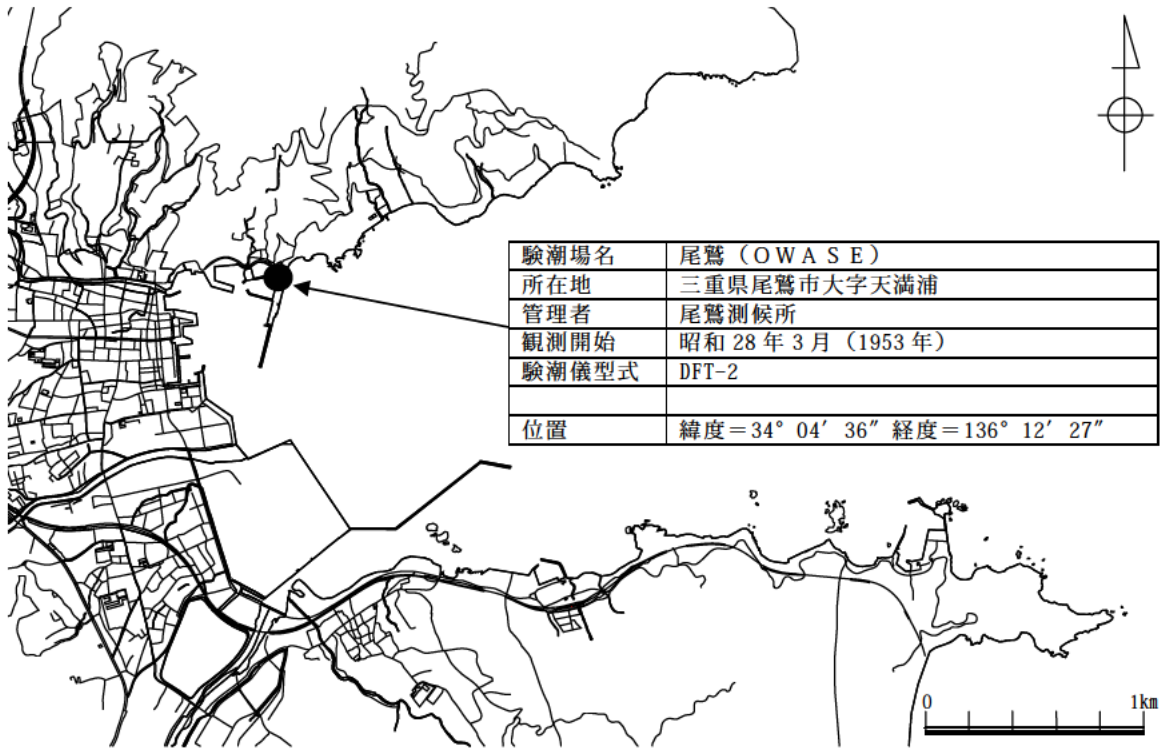 験潮場名 尾鷲（OWASE）
所在地 三重県尾鷲市大字天満浦
管理者 尾鷲測候所
観測開始 昭和 28 年 3 月（1953 年）
験潮儀型式 DFT-2
位置 緯度＝34° 04′ 36″ 経度＝136° 12′ 27″
0 1km